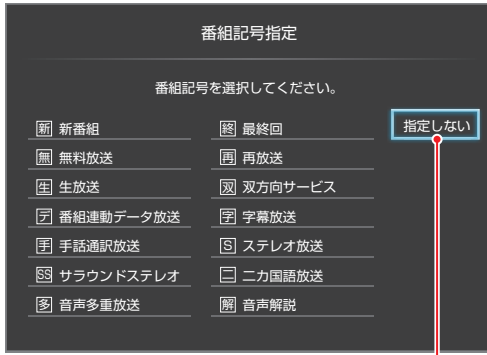 番組記号指定
番組記号を選択してください。
新 新番組
終 最終回
指定しない
無 無料放送
再 再放送
生 生放送
双 双方向サービス
デ 番組連動データ放送
字 字幕放送
手 手話通訳放送
S ステレオ放送
SS サラウンドステレオ
二 二カ国語放送
多 音声多重放送
解 音声解説